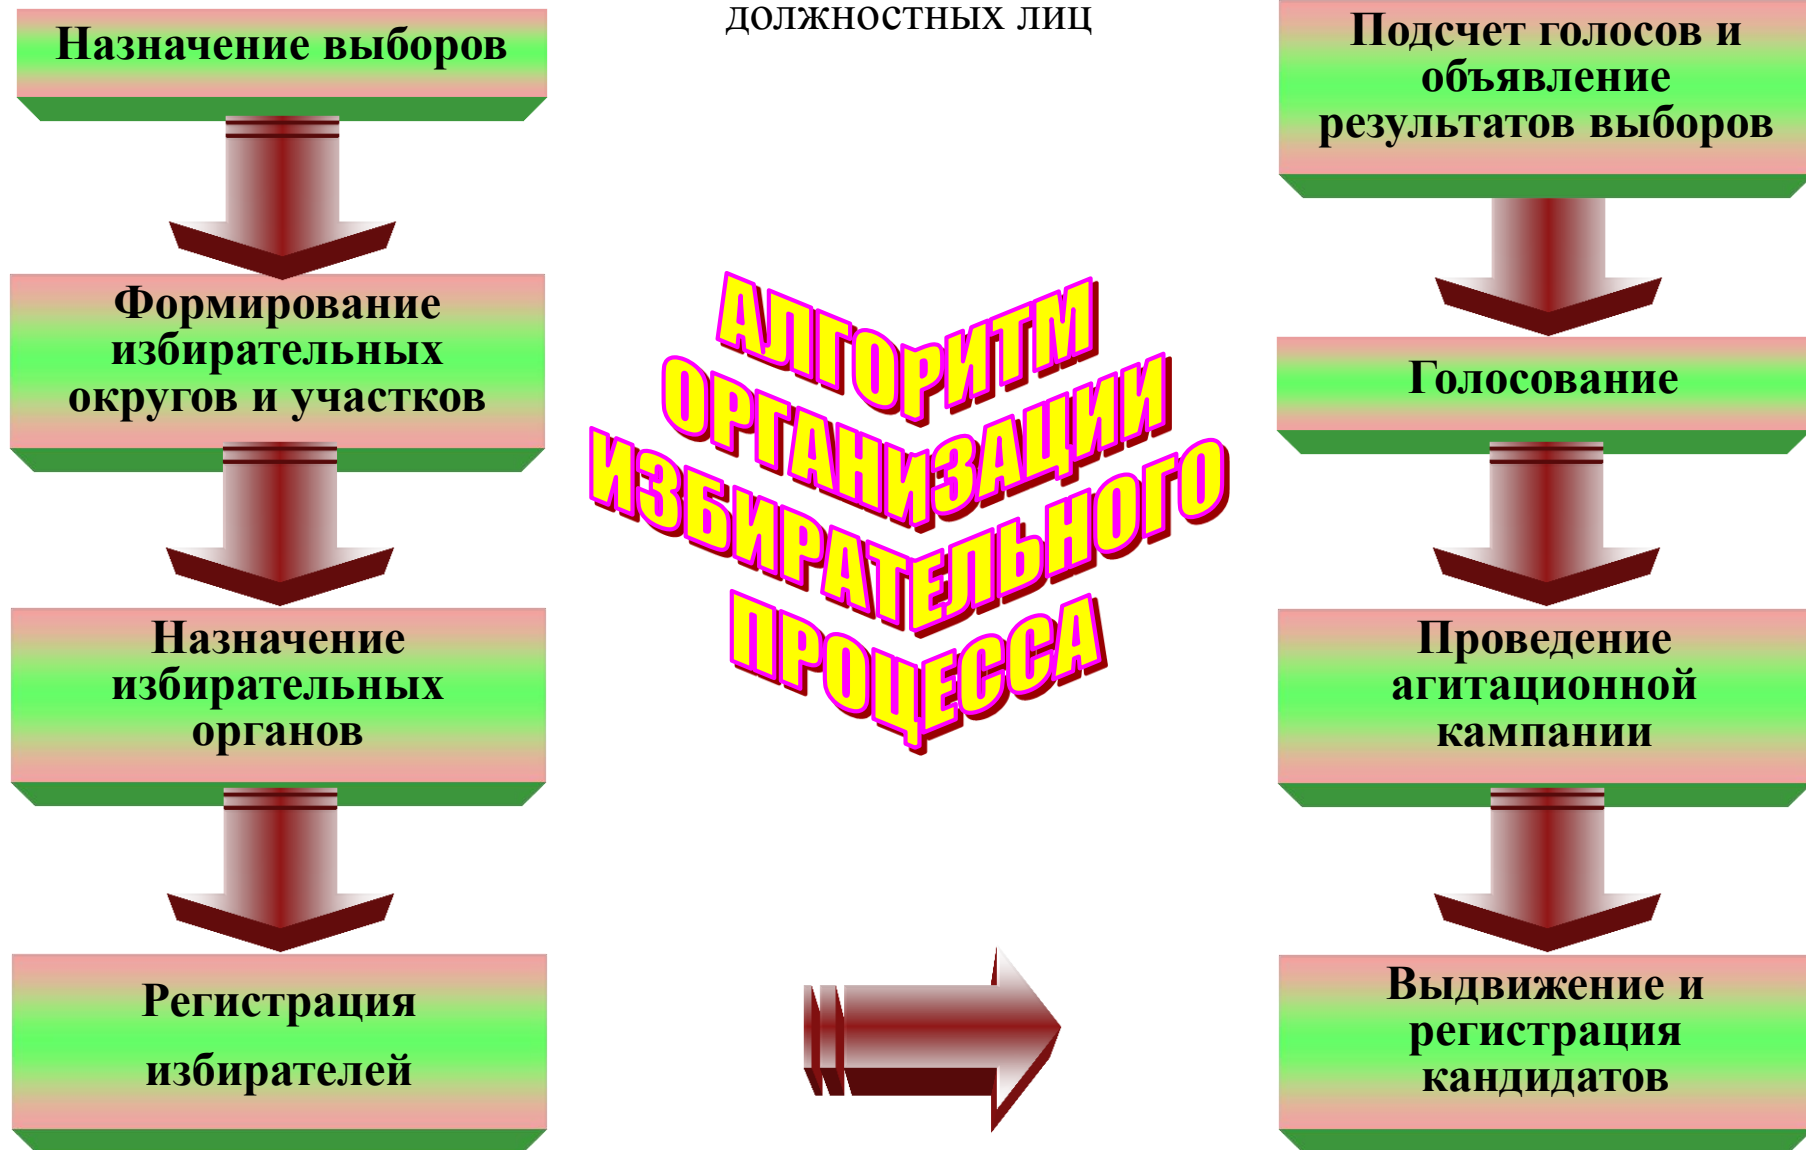 должностных лиц
Назначение выборов
Формирование
избирательных
округов и участков
Назначение
избирательных
органов
Регистрация
избирателей
АЛГОРИТМ
ОРГАНИЗАЦИИ
ИЗБИРАТЕЛЬНОГО
ПРОЦЕССА
Подсчет голосов и
объявление
результатов выборов
Голосование
Проведение
агитационной
кампании
Выдвижение и
регистрация
кандидатов